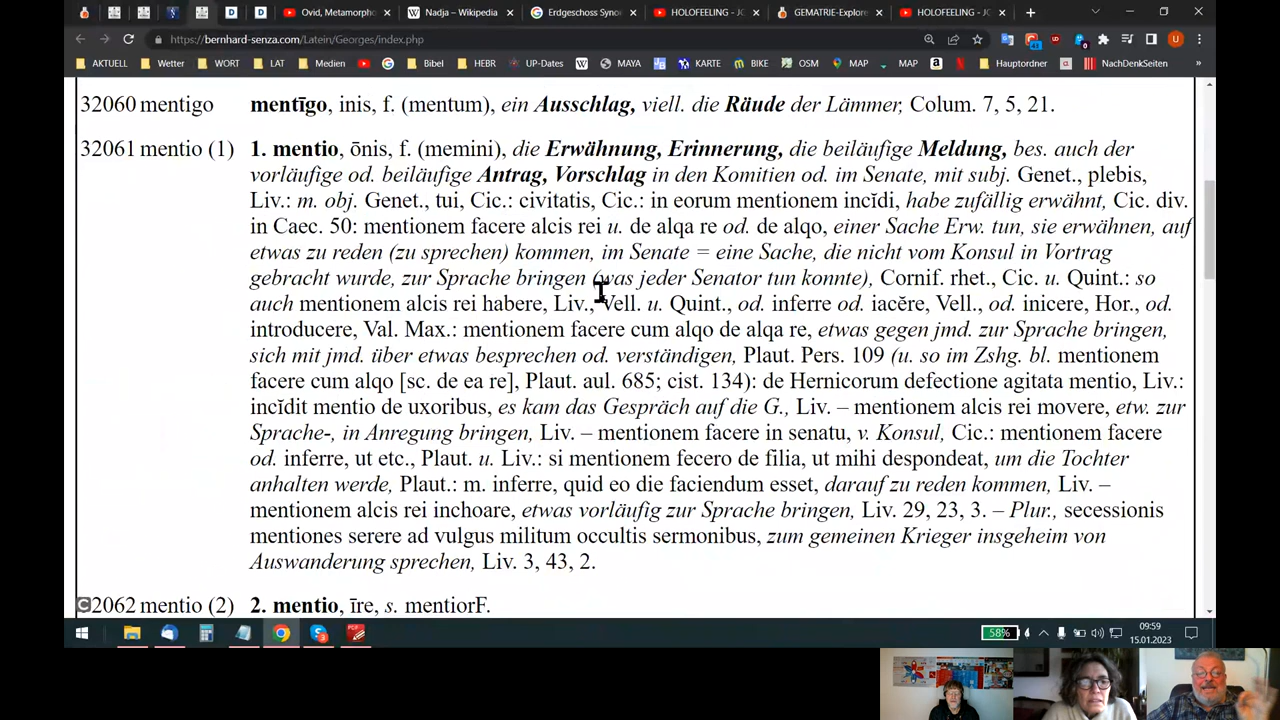 Ovid, Metamorpho
Nadja – Wikipedia
Erdgeschoss Syno
HOLOFEELING - JC
GEMATRIE-Explore
HOLOFEELING - JC
https://bernhard-senza.com/Latein/Georges/index.php
AKTUELL Wetter WORT LAT Medien Bibel HEBR UP-Dates MAYA KARTE BW OSM MAP MAP Hauptordner NachDenkSeiten
32060 mentigo mentīgo, inis, f. (mentum), ein Ausschlag, viell. die Räude der Lämmer, Colum. 7, 5, 21.
32061 mentio (1) 1. mentio, ōnis, f. (memini), die Erwähnung, Erinnerung, die beiläufige Meldung, bes. auch der
vorläufige od. beiläufige Antrag, Vorschlag in den Komitien od. im Senate, mit subj. Genet., plebis,
Liv.: m. obj. Genet., tui, Cic.: civitatis, Cic.: in eorum mentionem incĭdi, habe zufällig erwähnt, Cic. div.
in Caec. 50: mentionem facere alcis rei u. de alqa re od. de alqo, einer Sache Erw. tun, sie erwähnen, auf
etwas zu reden (zu sprechen) kommen, im Senate = eine Sache, die nicht vom Konsul in Vortrag
gebracht wurde, zur Sprache bringen (was jeder Senator tun konnte), Cornif. rhet., Cic. u. Quint.: so
auch mentionem alcis rei habere, Liv., Vell. u. Quint., od. inferre od. iacĕre, Vell., od. inicere, Hor., od.
introducere, Val. Max.: mentionem facere cum alqo de alqa re, etwas gegen jmd. zur Sprache bringen,
sich mit jmd. über etwas besprechen od. verständigen, Plaut. Pers. 109 (u. so im Zshg. bl. mentionem
facere cum alqo [sc. de ea re], Plaut. aul. 685; cist. 134): de Hernicorum defectione agitata mentio, Liv.:
incĭdit mentio de uxoribus, es kam das Gespräch auf die G., Liv. – mentionem alcis rei movere, etw. zur
Sprache-, in Anregung bringen, Liv. – mentionem facere in senatu, v. Konsul, Cic.: mentionem facere
od. inferre, ut etc., Plaut. u. Liv.: si mentionem fecero de filia, ut mihi despondeat, um die Tochter
anhalten werde, Plaut.: m. inferre, quid eo die faciendum esset, darauf zu reden kommen, Liv. –
mentionem alcis rei inchoare, etwas vorläufig zur Sprache bringen, Liv. 29, 23, 3. – Plur., secessionis
mentiones serere ad vulgus militum occultis sermonibus, zum gemeinen Krieger insgeheim von
Auswanderung sprechen, Liv. 3, 43, 2.
2062 mentio (2) 2. mentio, īre, s. mentiorF.
58%
09:59
15.01.2023